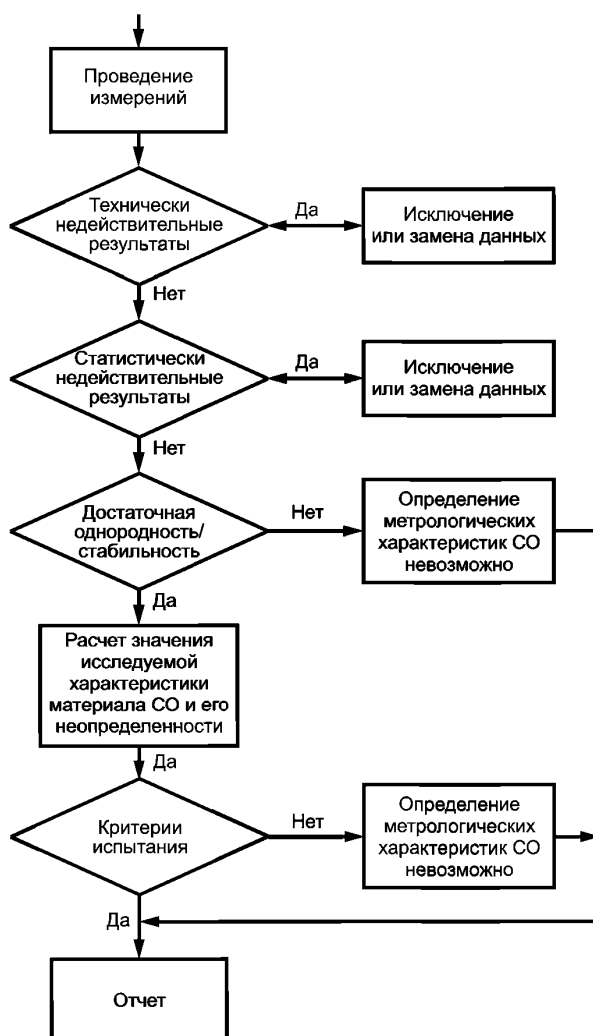 Проведение
измерений
Технически
недействительные
результаты
Да
Исключение
или замена данных
Нет
Статистически
недействительные
результаты
Да
Исключение
или замена данных
Нет
Достаточная
однородность/
стабильность
Нет
Определение
метрологических
характеристик СО
невозможно
Да
Расчет значения
исследуемой
характеристики
материала СО и его
неопределенности
Да
Критерии
испытания
Нет
Определение
метрологических
характеристик СО
невозможно
Да
Отчет